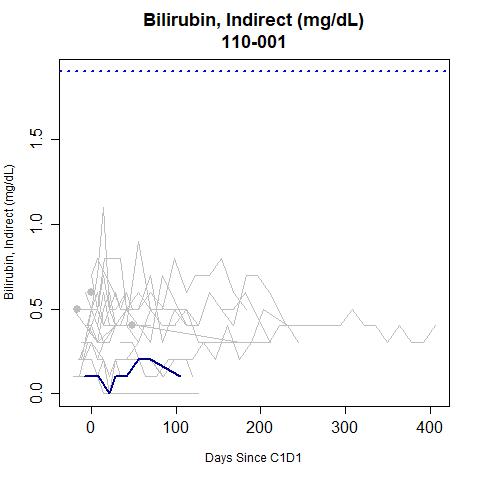 Bilirubin, Indirect (mg/dL)
110-001
Bilirubin, Indirect (mg/dL)
1.5
1.0
0.5
0.0
0 100 200 300 400
Days Since C1D1